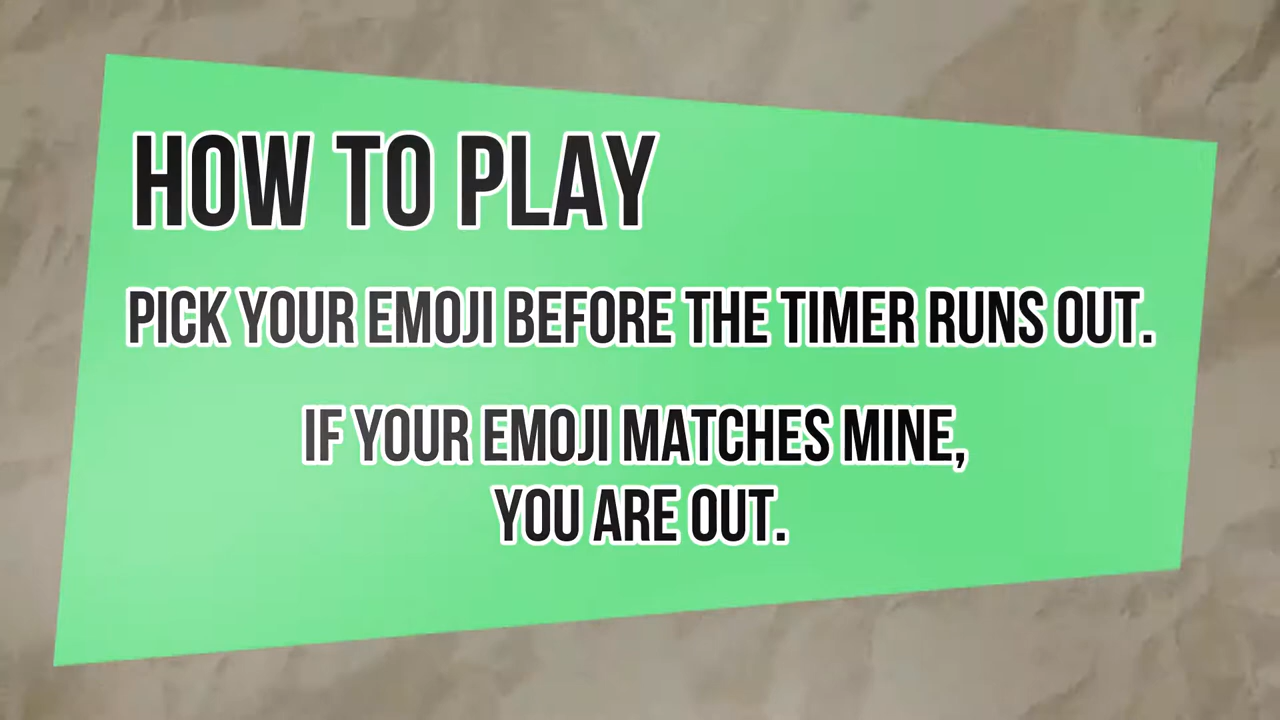 HOW TO PLAY
PICK YOUR EMOJI BEFORE THE TIMER RUNS OUT.
IF YOUR EMOJI MATCHES MINE,
YOU ARE OUT.